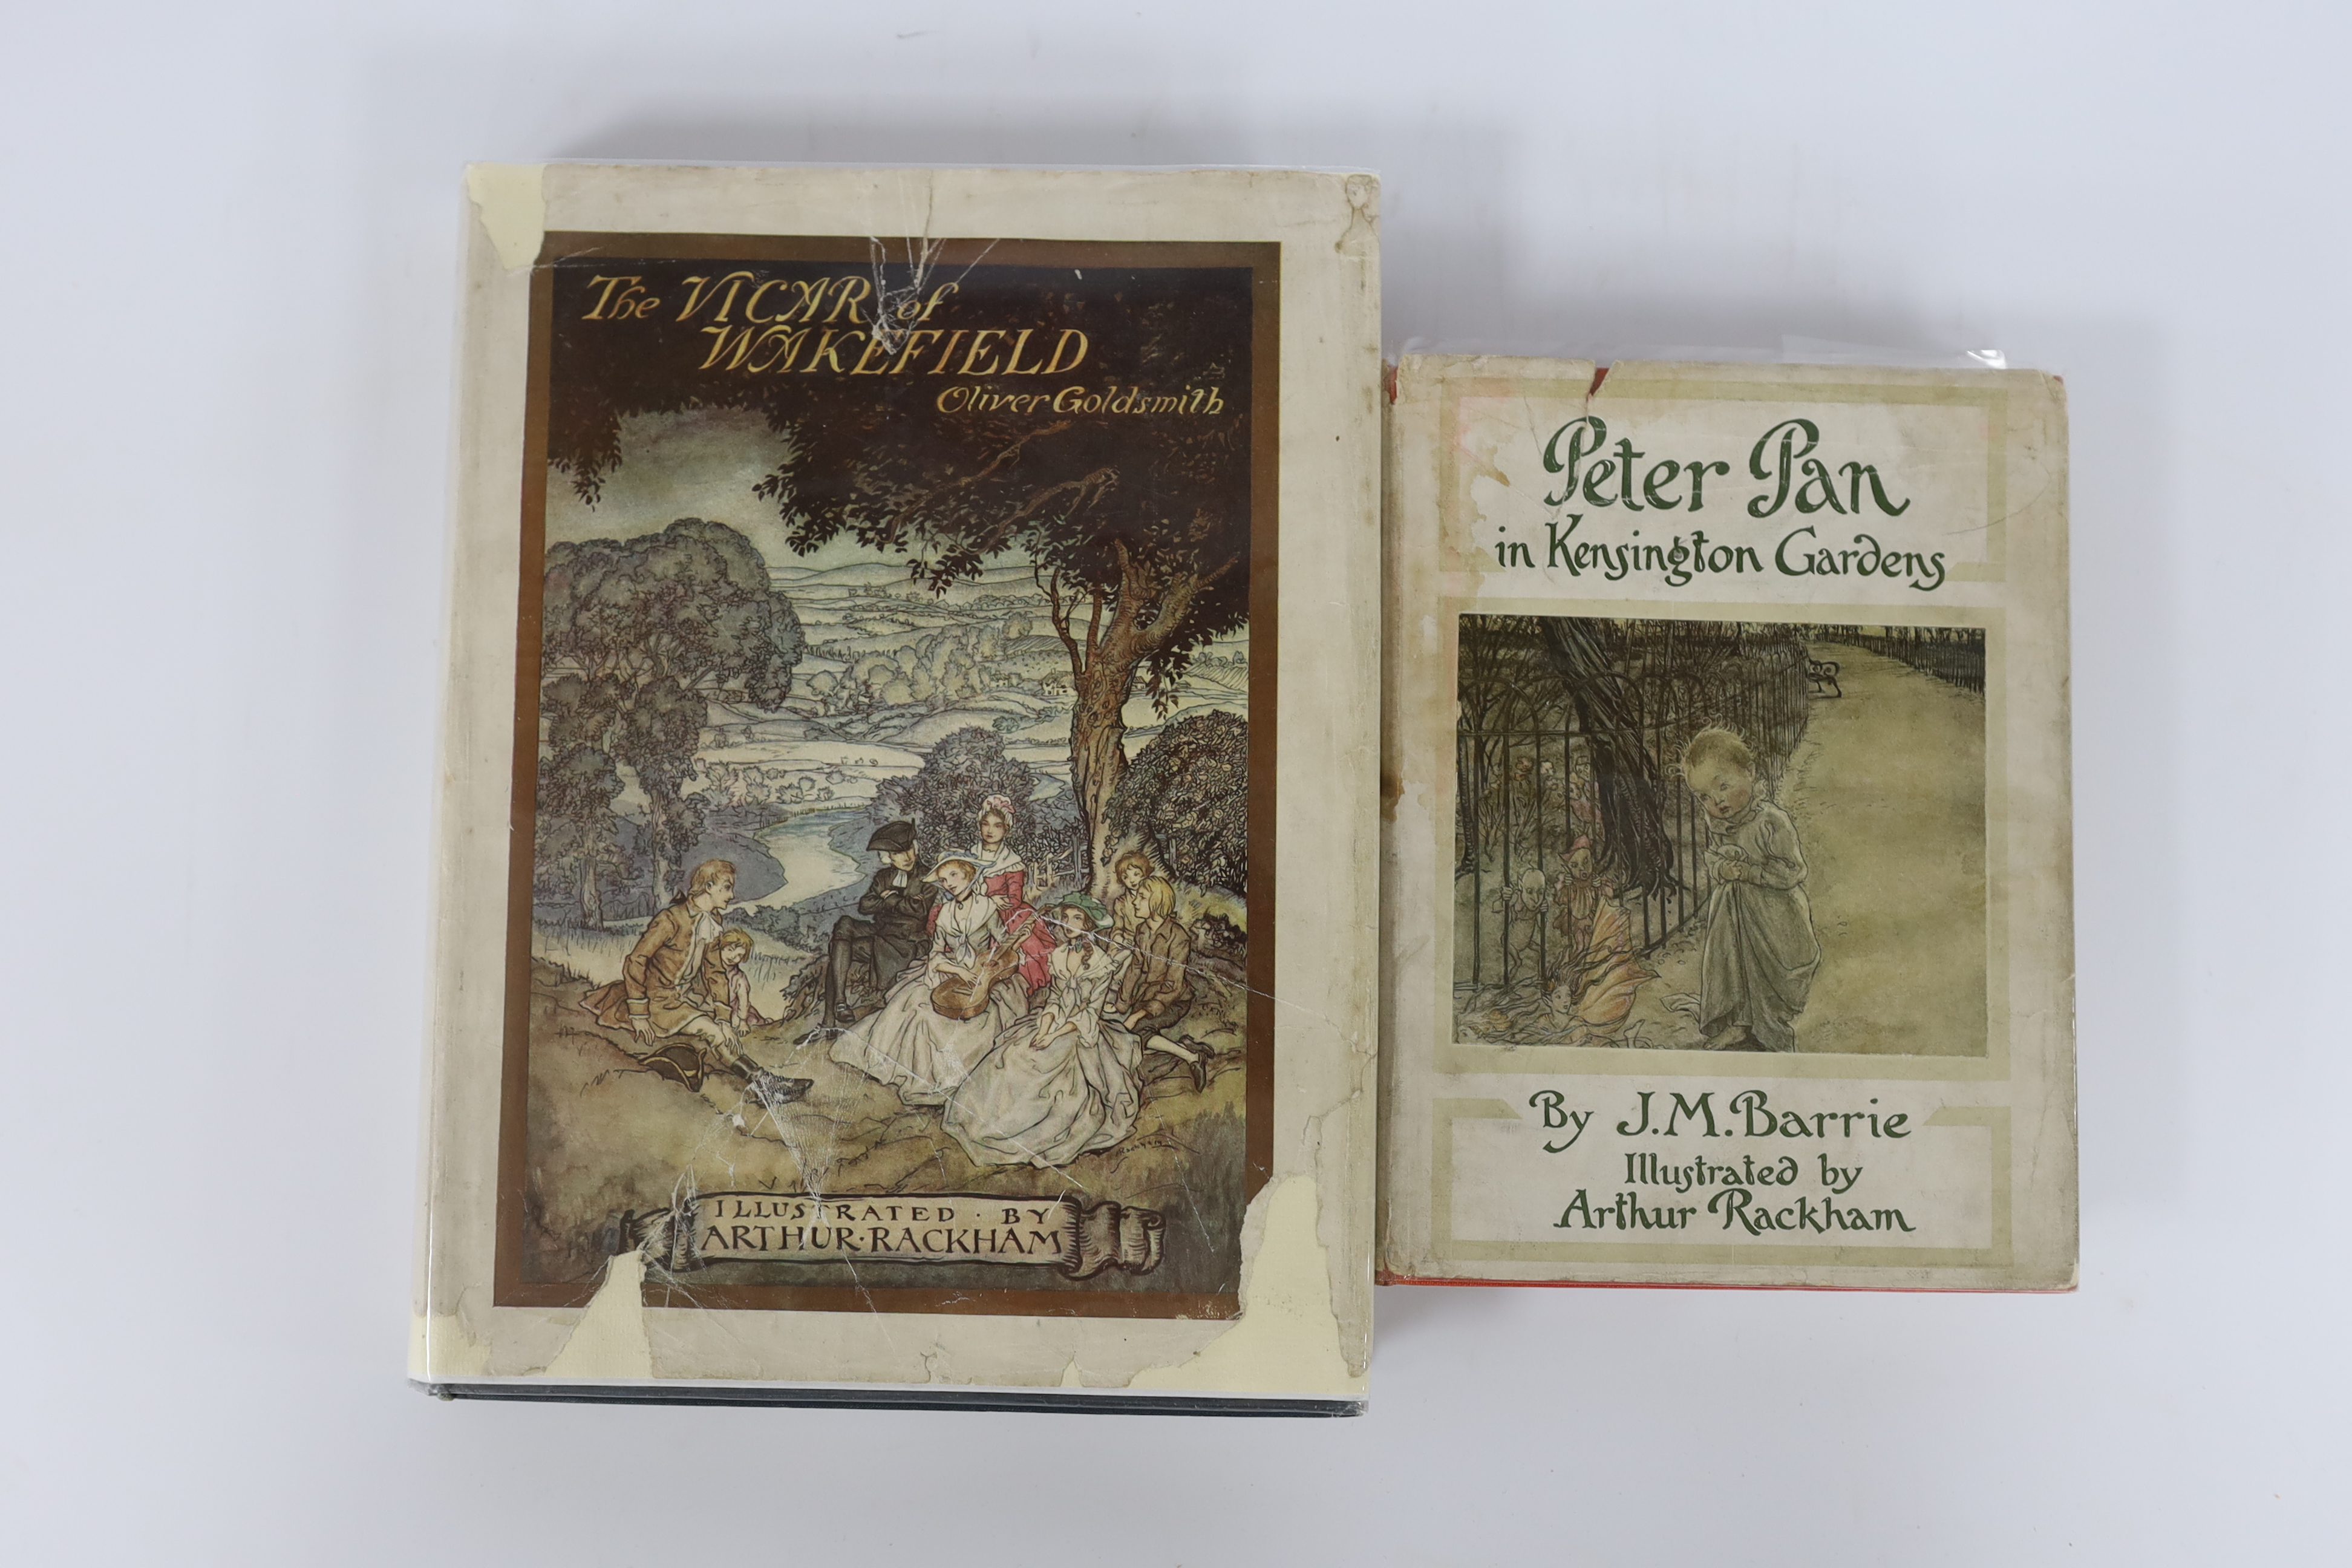 The VICAR of
WAKEFIELD
Oliver Goldsmith
ILLUSTRATED · BY
ARTHUR · RACKHAM
Peter Pan
in Kensington Gardens
By J.M. Barrie
Illustrated by
Arthur Rackham